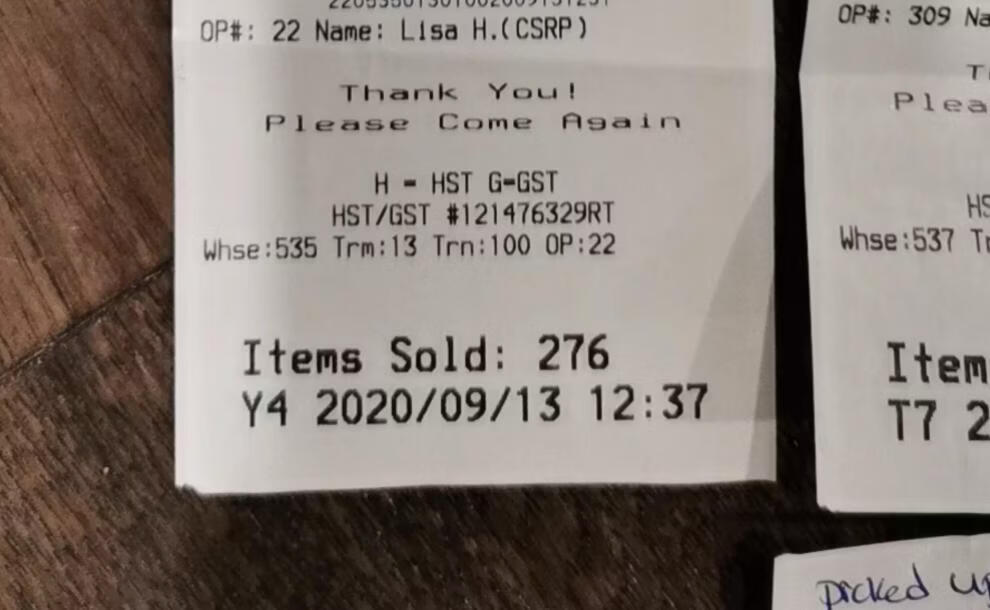 OP#: 22 Name: Lisa H.(CSRP)
Thank You!
Please Come Again
H = HST G=GST
HST/GST #121476329RT
Whse:535 Trm:13 Trn:100 OP:22
Items Sold: 276
Y4 2020/09/13 12:37
OP#: 309
Whse:537
T7
picked